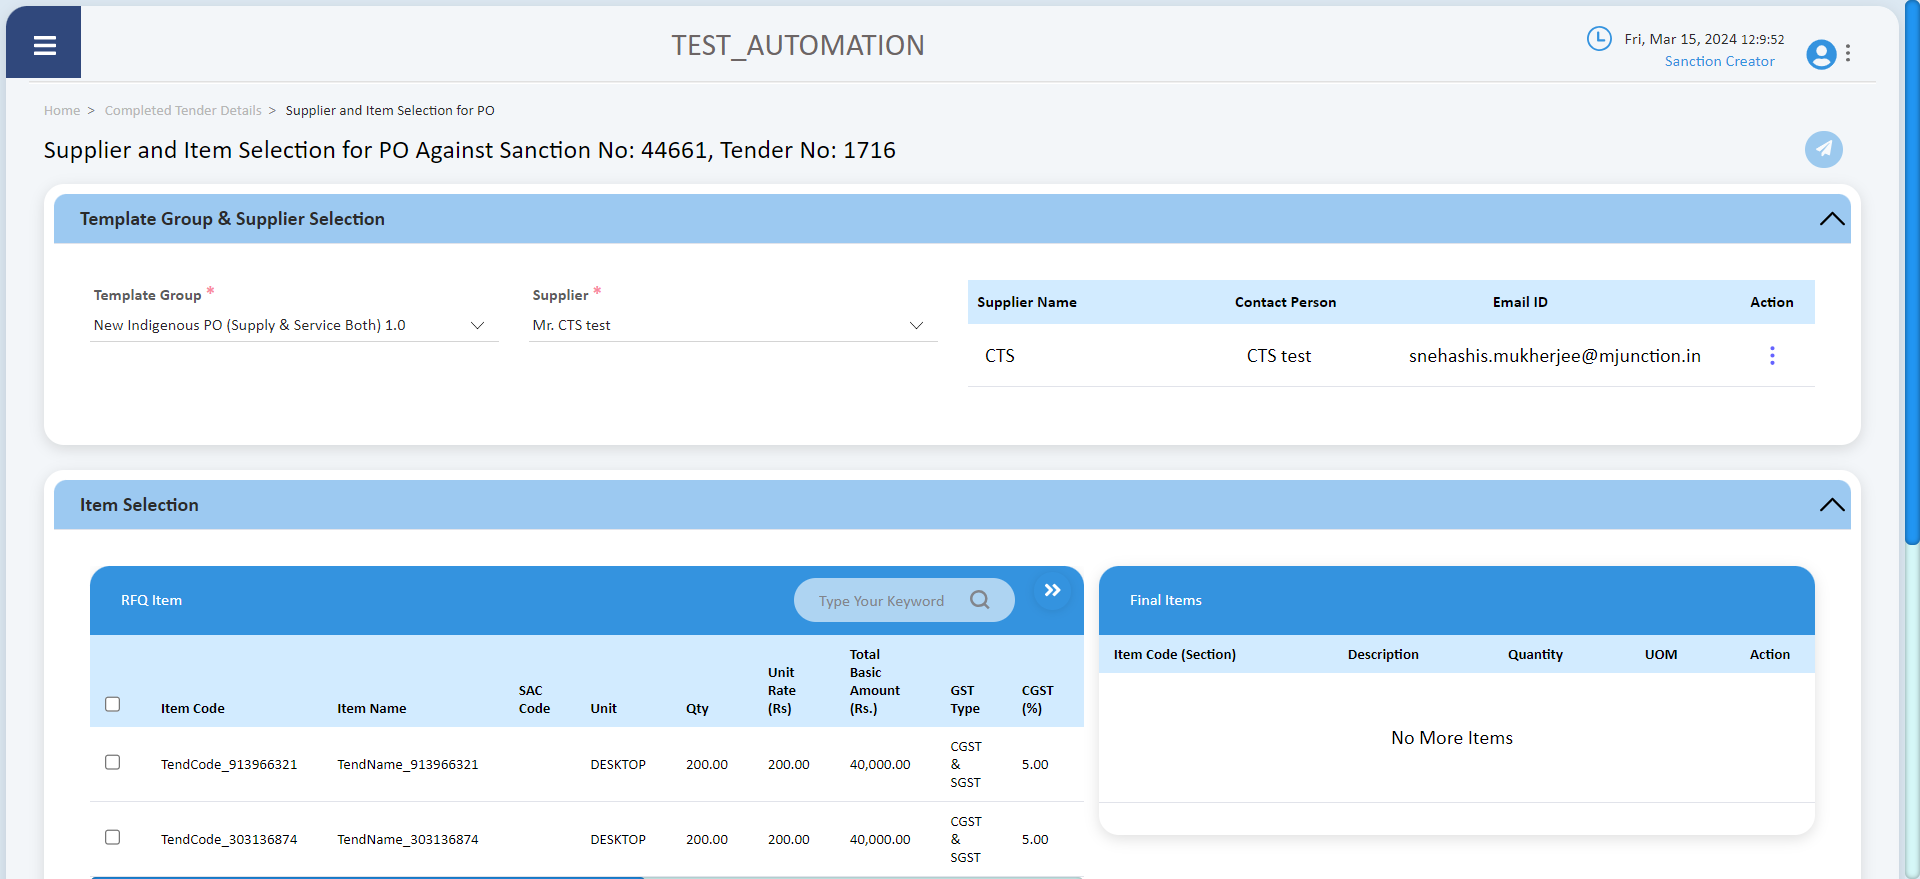 TEST_AUTOMATION
Fri, Mar 15, 2024 12:9:52
Sanction Creator
Home > Completed Tender Details > Supplier and Item Selection for PO
Supplier and Item Selection for PO Against Sanction No: 44661, Tender No: 1716
Template Group & Supplier Selection
Template Group *
New Indigenous PO (Supply & Service Both) 1.0
Supplier *
Mr. CTS test
Supplier Name Contact Person Email ID Action
CTS CTS test snehashis.mukherjee@mjunction.in
Item Selection
RFQ Item
Type Your Keyword
Item Code Item Name SAC Code Unit Qty Unit Rate (Rs) Total Basic Amount (Rs.) GST Type CGST (%)
TendCode_913966321 TendName_913966321 DESKTOP 200.00 200.00 40,000.00 CGST & SGST 5.00
TendCode_303136874 TendName_303136874 DESKTOP 200.00 200.00 40,000.00 CGST & SGST 5.00
Final Items
Item Code (Section) Description Quantity UOM Action
No More Items